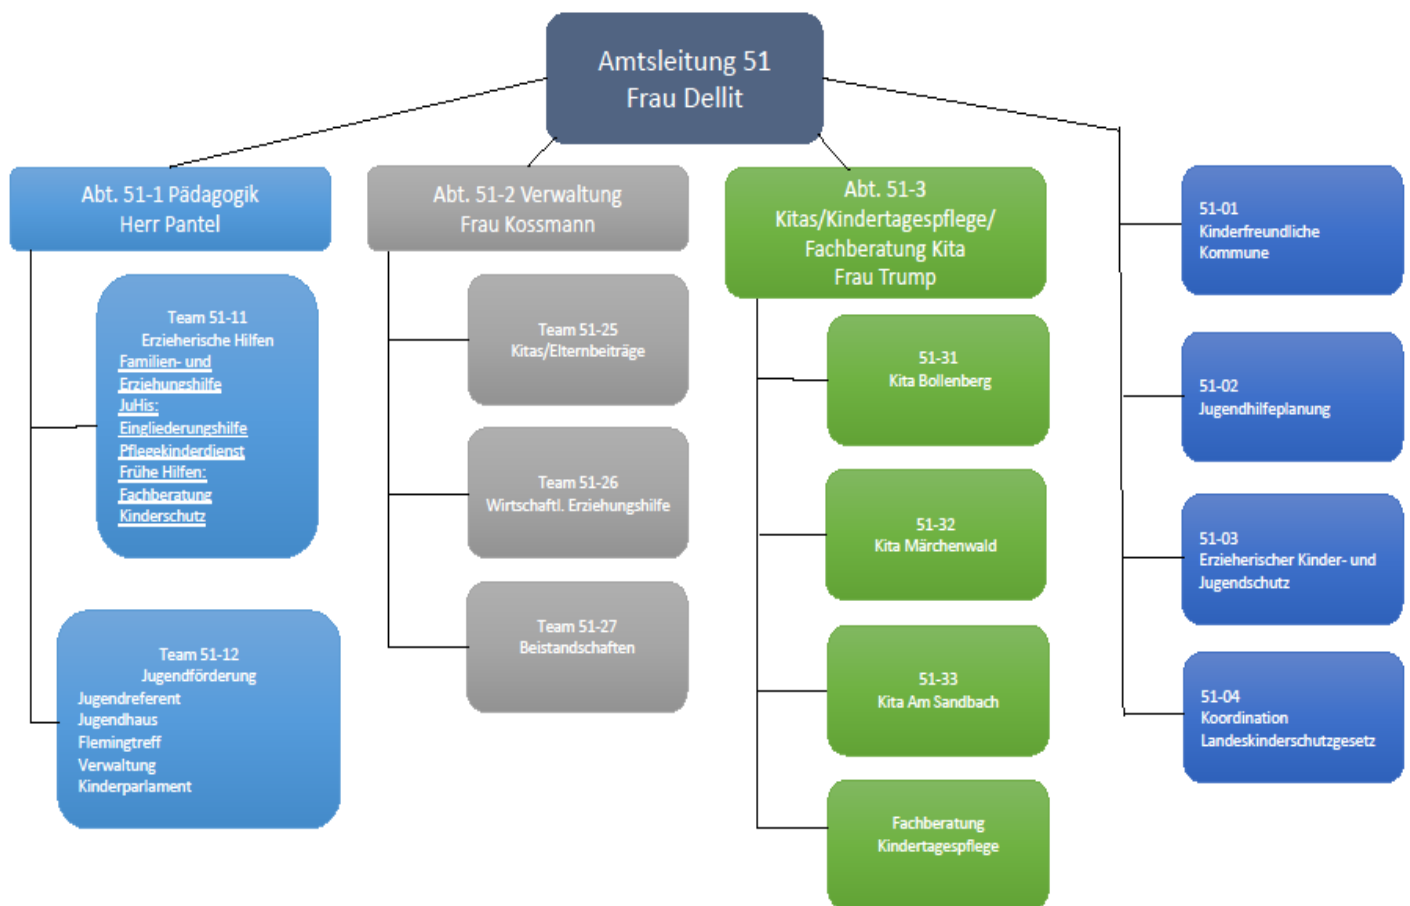 Amtsleitung 51
Frau Dellit
Abt. 51-1 Pädagogik
Herr Pantel
Team 51-11
Erzieherische Hilfen
Familien- und
Erziehungshilfe
JuHis:
Eingliederungshilfe
Pflegekinderdienst
Frühe Hilfen:
Fachberatung
Kinderschutz
Team 51-12
Jugendförderung
Jugendreferent
Jugendhaus
Flemingtreff
Verwaltung
Kinderparlament
Abt. 51-2 Verwaltung
Frau Kossmann
Team 51-25
Kitas/Elternbeiträge
Team 51-26
Wirtschaftl. Erziehungshilfe
Team 51-27
Beistandschaften
Abt. 51-3
Kitas/Kindertagespflege/
Fachberatung Kita
Frau Trump
51-31
Kita Bollenberg
51-32
Kita Märchenwald
51-33
Kita Am Sandbach
Fachberatung
Kindertagespflege
51-01
Kinderfreundliche
Kommune
51-02
Jugendhilfeplanung
51-03
Erzieherischer Kinder- und
Jugendschutz
51-04
Koordination
Landeskinderschutzgesetz